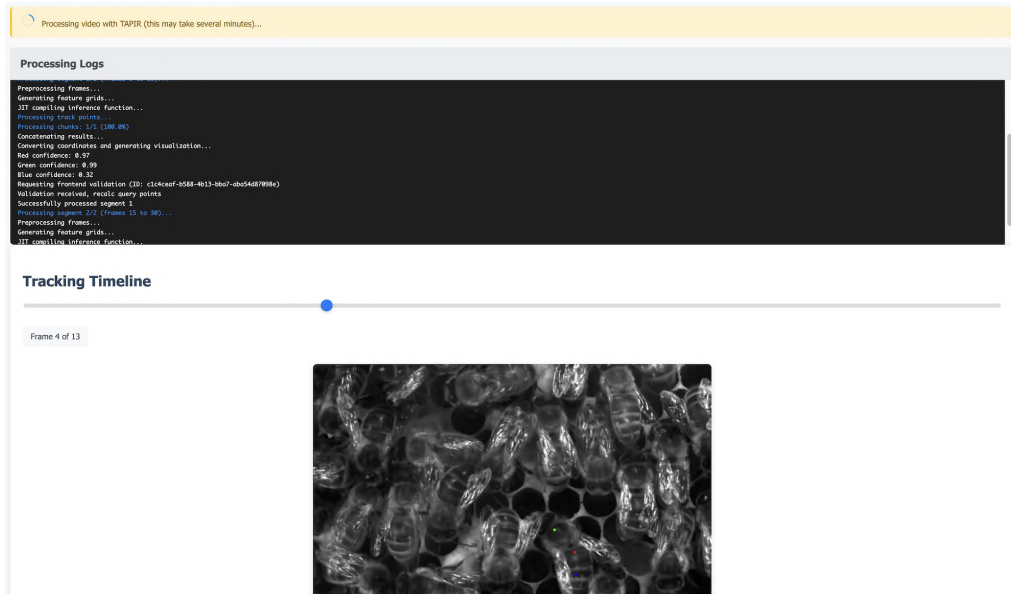 Processing video with TAPIR (this may take several minutes)...
Processing Logs
Preprocessing frames...
Generating feature grids...
JIT compiling inference function...
Processing track points...
Processing chunks: 1/1 (100.0%)
Concatenating results...
Converting coordinates and generating visualization...
Red confidence: 0.97
Green confidence: 0.99
Blue confidence: 0.32
Requesting frontend validation (ID: c1c4ceaf-b588-4b13-bba7-aba54d87098e)
Validation received, recalc query points
Successfully processed segment 1
Processing segment 2/2 (frames 15 to 30)...
Preprocessing frames...
Generating feature grids...
JIT compiling inference function...
Tracking Timeline
Frame 4 of 13